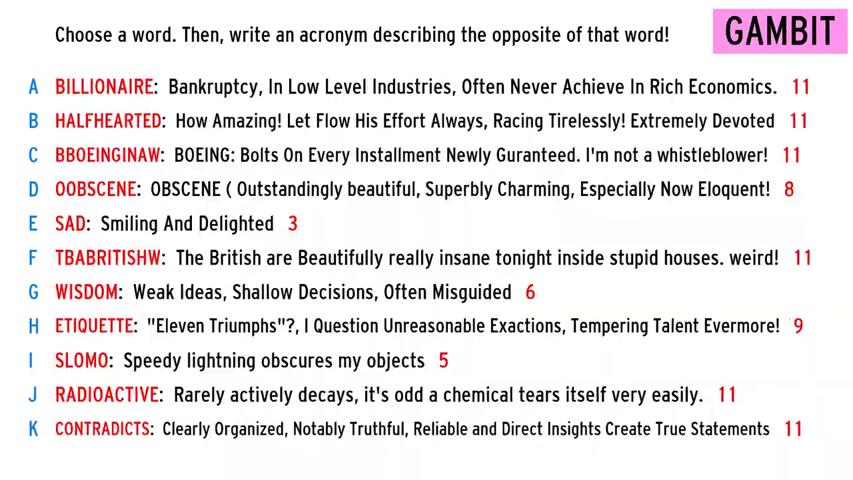 Choose a word. Then, write an acronym describing the opposite of that word!
GAMBIT
A BILLIONAIRE: Bankruptcy, In Low Level Industries, Often Never Achieve In Rich Economics. 11
B HALFHEARTED: How Amazing! Let Flow His Effort Always, Racing Tirelessly! Extremely Devoted 11
C BBOEINGINAW: BOEING: Bolts On Every Installment Newly Guranteed. I'm not a whistleblower! 11
D OOBSCENE: OBSCENE ( Outstandingly beautiful, Superbly Charming, Especially Now Eloquent! 8
E SAD: Smiling And Delighted 3
F TBABRITISHW: The British are Beautifully really insane tonight inside stupid houses. weird! 11
G WISDOM: Weak Ideas, Shallow Decisions, Often Misguided 6
H ETIQUETTE: "Eleven Triumphs"?, I Question Unreasonable Exactions, Tempering Talent Evermore! 9
I SLOMO: Speedy lightning obscures my objects 5
J RADIOACTIVE: Rarely actively decays, it's odd a chemical tears itself very easily. 11
K CONTRADICTS: Clearly Organized, Notably Truthful, Reliable and Direct Insights Create True Statements 11